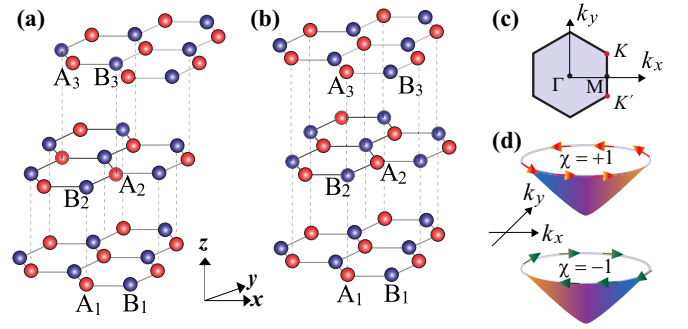 (a)
A₃ B₃
A₂
B₂
A₁ B₁
z
y
x
(b)
A₃ B₃
A₂
B₂
A₁ B₁
(c)
k_y
K
k_x
Γ M
K′
(d)
χ = +1
k_y
k_x
χ = −1